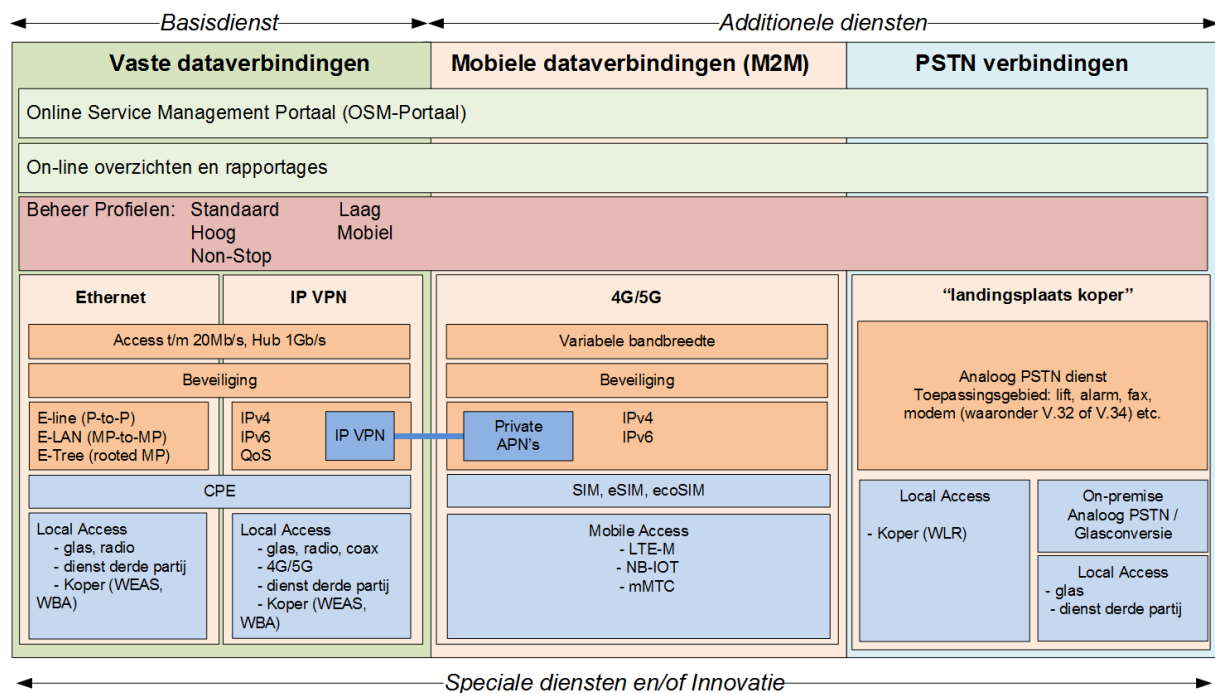 Basisdienst
Additionele diensten
Vaste dataverbindingen
Mobiele dataverbindingen (M2M)
PSTN verbindingen
Online Service Management Portaal (OSM-Portaal)
On-line overzichten en rapportages
Beheer Profielen: Standaard Laag
Hoog Mobiel
Non-Stop
Ethernet
IP VPN
Access t/m 20Mb/s, Hub 1Gb/s
Beveiliging
E-line (P-to-P)
E-LAN (MP-to-MP)
E-Tree (rooted MP)
IPv4
IPv6
QoS
IP VPN
CPE
Local Access
- glas, radio
- dienst derde partij
- Koper (WEAS,
WBA)
Local Access
- glas, radio, coax
- 4G/5G
- dienst derde partij
- Koper (WEAS,
WBA)
4G/5G
Variabele bandbreedte
Beveiliging
Private
APN's
IPv4
IPv6
SIM, eSIM, ecoSIM
Mobile Access
- LTE-M
- NB-IOT
- mMTC
“landingsplaats koper”
Analoog PSTN dienst
Toepassingsgebied: lift, alarm, fax,
modem (waaronder V.32 of V.34) etc.
Local Access
- Koper (WLR)
On-premise
Analoog PSTN /
Glasconversie
Local Access
- glas
- dienst derde partij
Speciale diensten en/of Innovatie